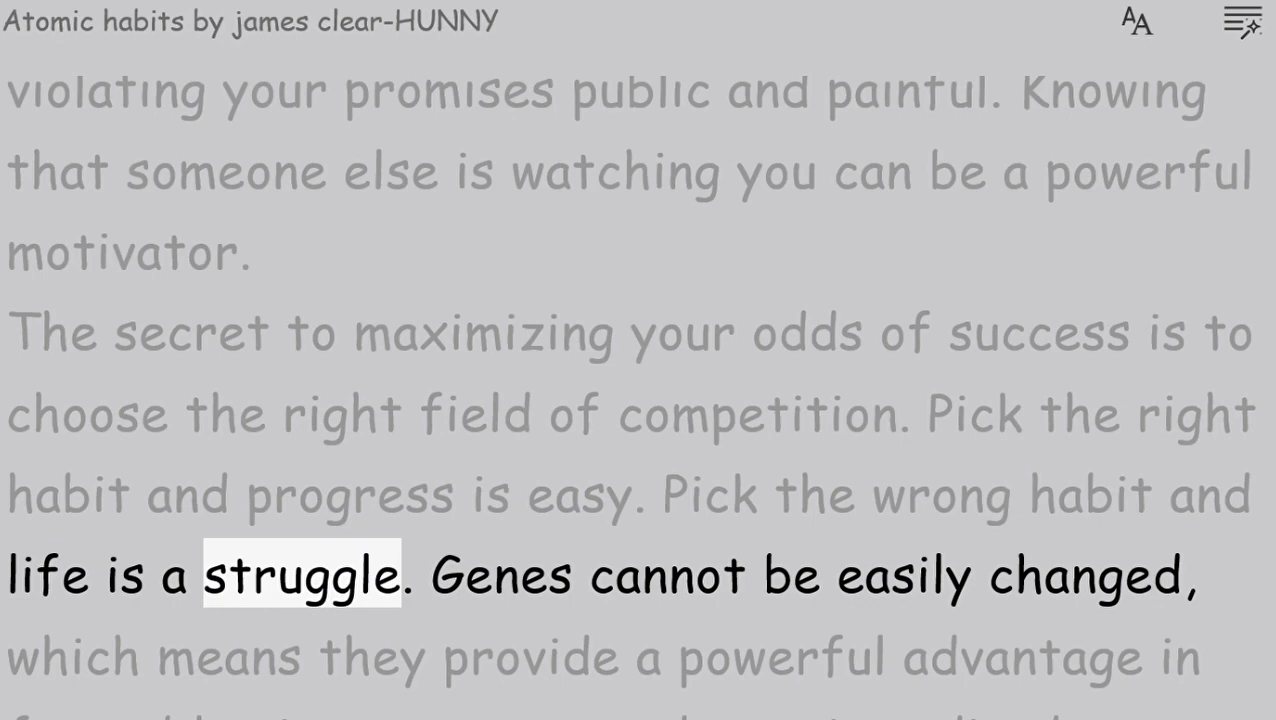 Atomic habits by james clear-HUNNY
AA
violating your promises public and painful. Knowing
that someone else is watching you can be a powerful
motivator.
The secret to maximizing your odds of success is to
choose the right field of competition. Pick the right
habit and progress is easy. Pick the wrong habit and
life is a struggle. Genes cannot be easily changed,
which means they provide a powerful advantage in